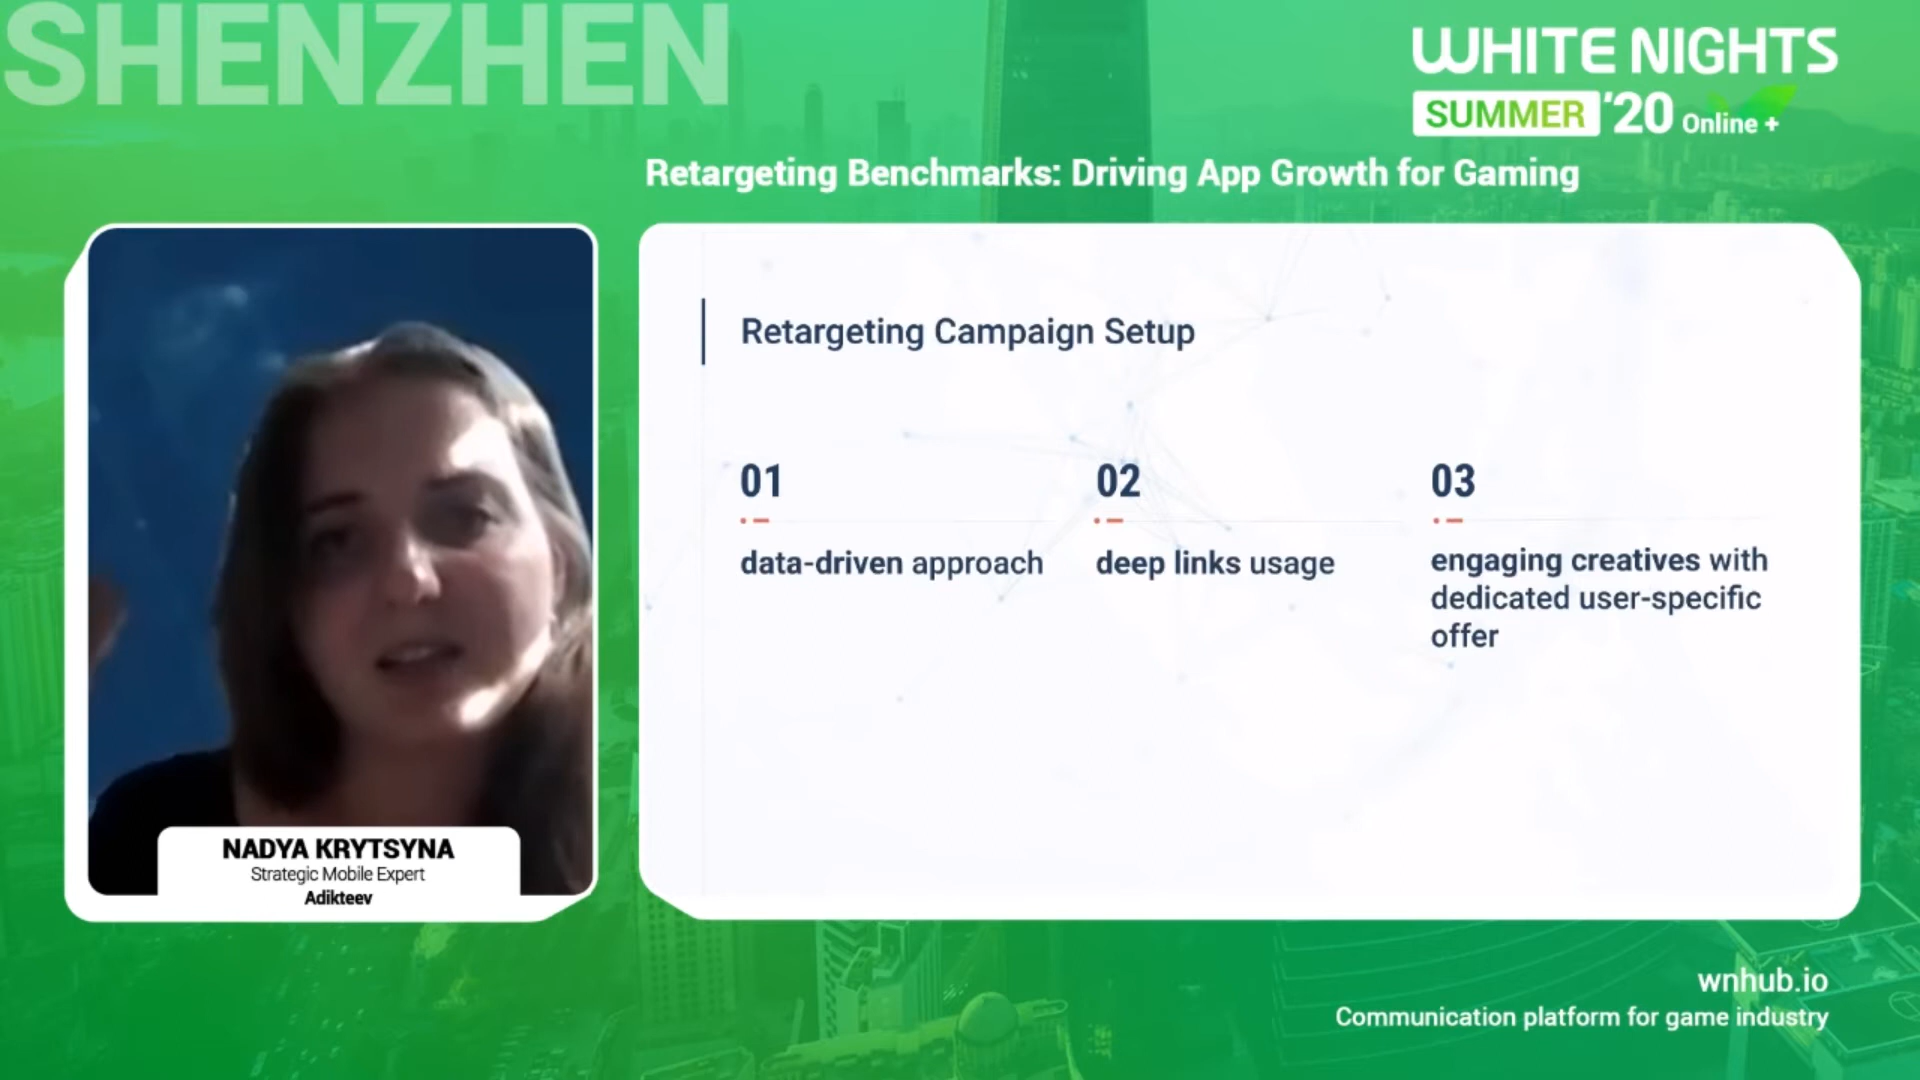 SHENZHEN
WHITE NIGHTS
SUMMER '20 Online +
Retargeting Benchmarks: Driving App Growth for Gaming
Retargeting Campaign Setup
01
data-driven approach
02
deep links usage
03
engaging creatives with
dedicated user-specific
offer
NADYA KRYTSYNA
Strategic Mobile Expert
Adikteev
wnhub.io
Communication platform for game industry